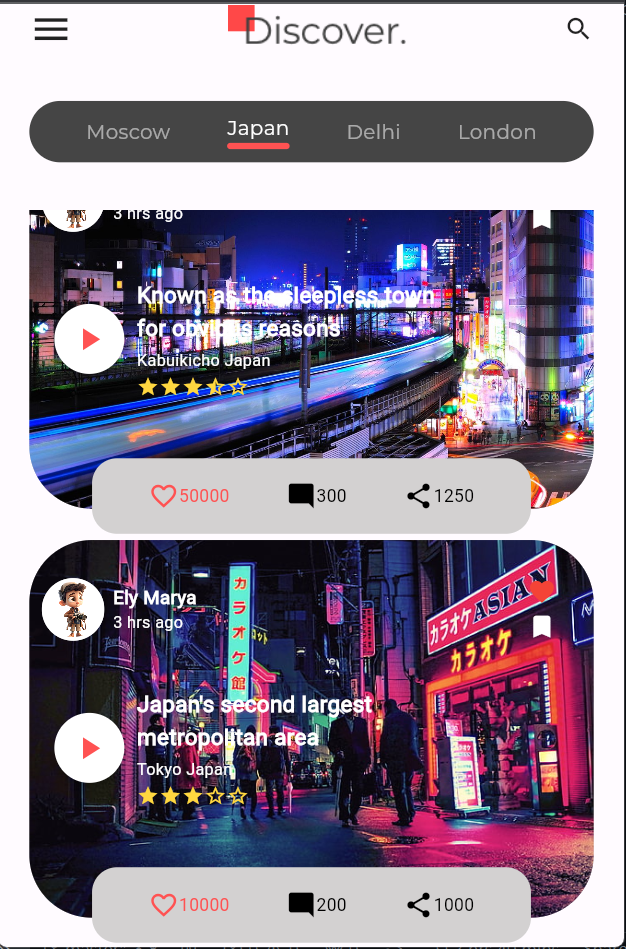 Discover.
Moscow
Japan
Delhi
London
3 hrs ago
Known as the sleepless town
for obvious reasons
Kabuikicho Japan
50000
300
1250
Ely Marya
3 hrs ago
カラオケ館
カラオケ ASIAN
カラオケ
Japan's second largest
metropolitan area
Tokyo Japan
10000
200
1000